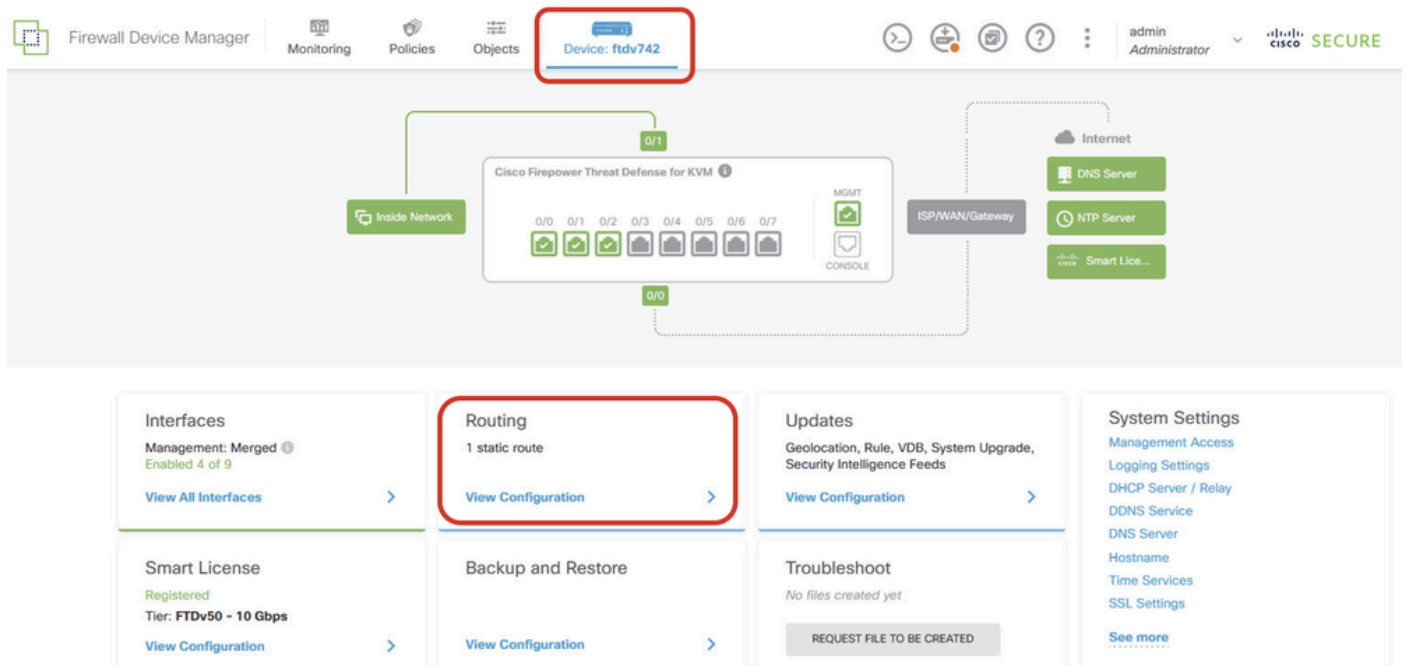 Firewall Device Manager
Monitoring
Policies
Objects
Device: ftdv742
>_
?
admin
Administrator
cisco SECURE
0/1
Internet
Cisco Firepower Threat Defense for KVM
DNS Server
MGMT
Inside Network
0/0 0/1 0/2 0/3 0/4 0/5 0/6 0/7
ISP/WAN/Gateway
NTP Server
CONSOLE
cisco Smart Lice...
0/0
Interfaces
Management: Merged
Enabled 4 of 9
View All Interfaces
Routing
1 static route
View Configuration
Updates
Geolocation, Rule, VDB, System Upgrade,
Security Intelligence Feeds
View Configuration
System Settings
Management Access
Logging Settings
DHCP Server / Relay
DDNS Service
DNS Server
Hostname
Time Services
SSL Settings
See more
Smart License
Registered
Tier: FTDv50 - 10 Gbps
View Configuration
Backup and Restore
View Configuration
Troubleshoot
No files created yet
REQUEST FILE TO BE CREATED